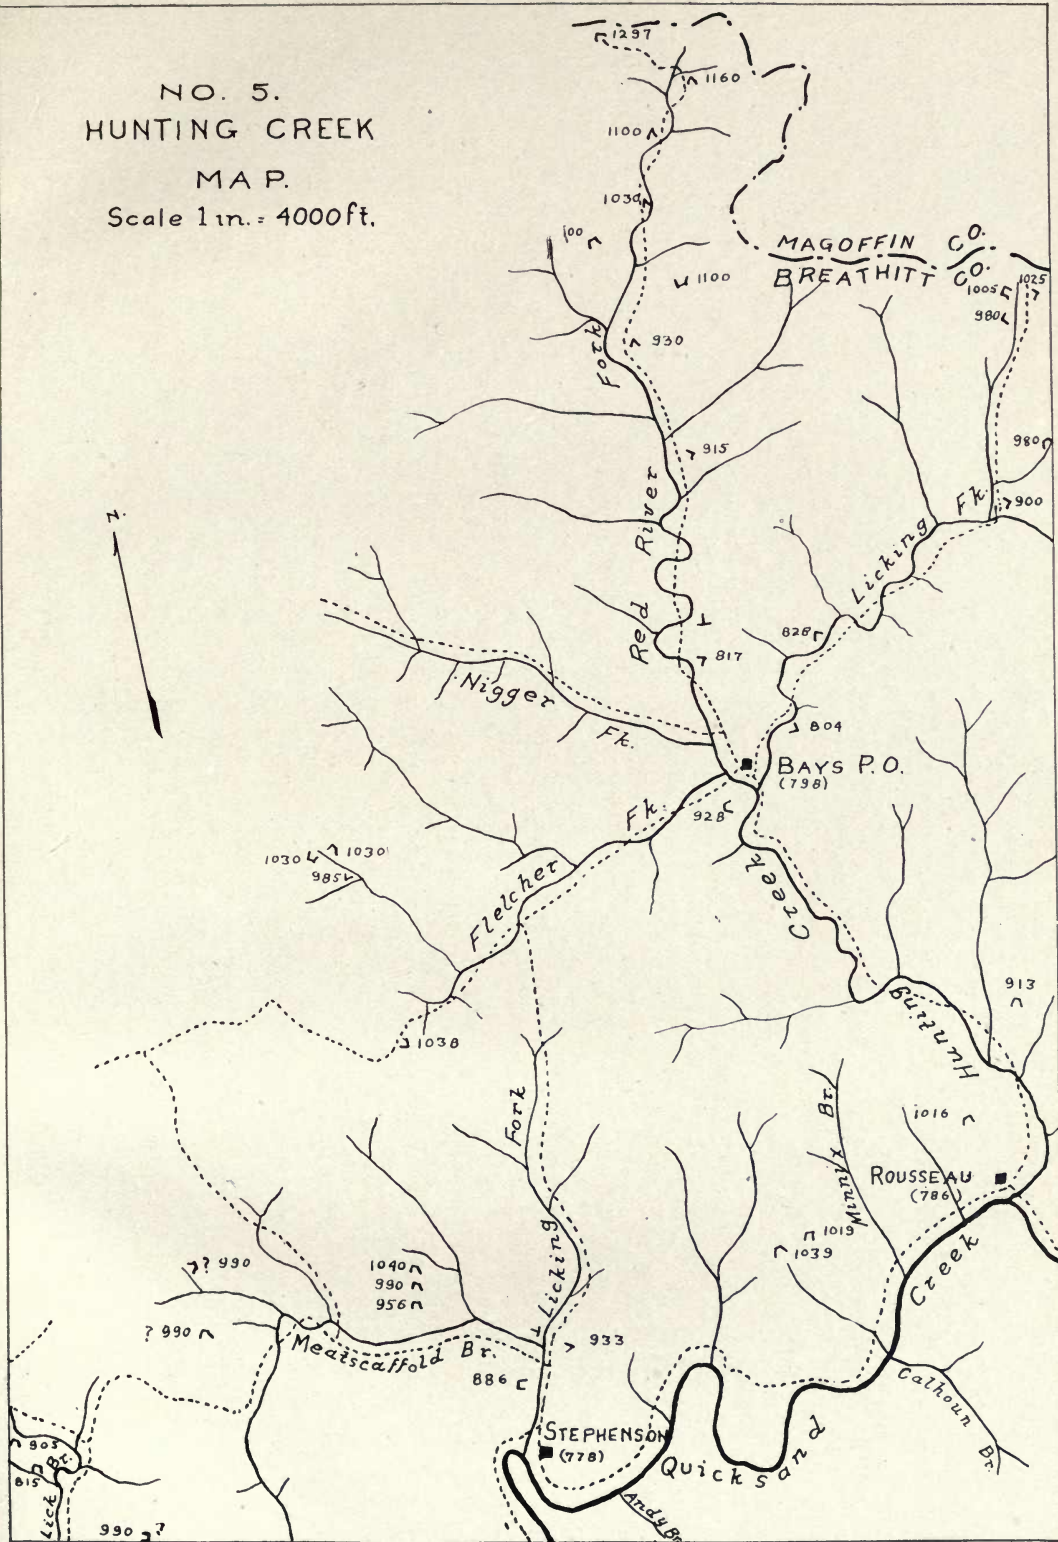 NO. 5.
HUNTING CREEK
MAP.
Scale 1 in. = 4000 ft.
1297
1160
1100
1030
100
1100
MAGOFFIN CO.
BREATHITT CO.
1005
1025
980
930
Fork
915
980
900
River
Licking Fk.
N
Red
828
817
Nigger
Fk.
804
BAYS P.O.
(798)
Fk.
928
1030
1030
985
Fletcher
Creek
913
Hunting
1038
Fork
Minnix Br.
1016
ROUSSEAU
(786)
1019
1039
? 990
1040
990
956
Licking
Creek
? 990
Meatscaffold Br.
933
886
Calhoun
Br.
905
815
Lick Br.
STEPHENSON
(778)
Quicksand
Andy Br.
990 ?